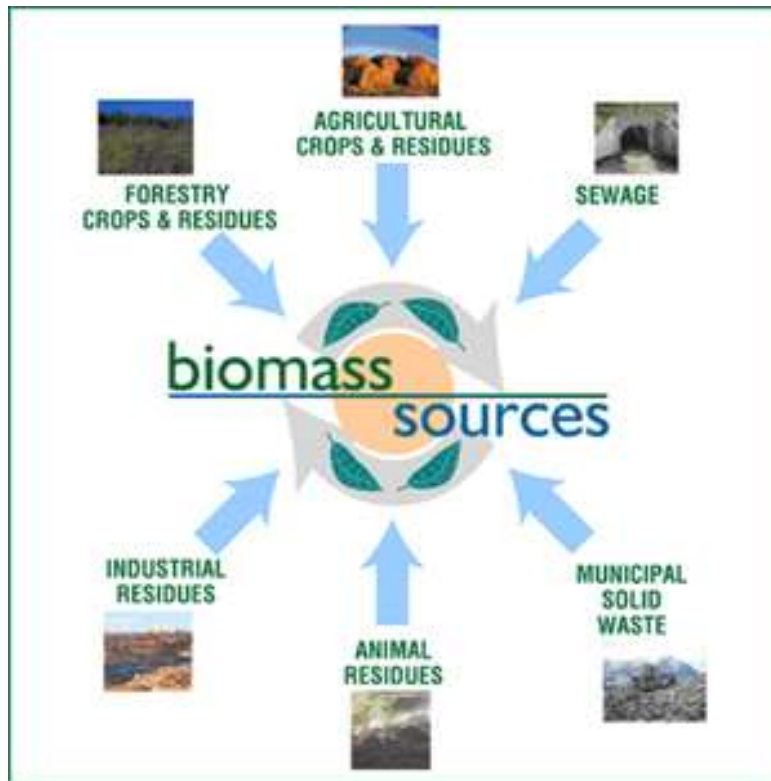 AGRICULTURAL
CROPS & RESIDUES
FORESTRY
CROPS & RESIDUES
SEWAGE
biomass
sources
INDUSTRIAL
RESIDUES
ANIMAL
RESIDUES
MUNICIPAL
SOLID
WASTE